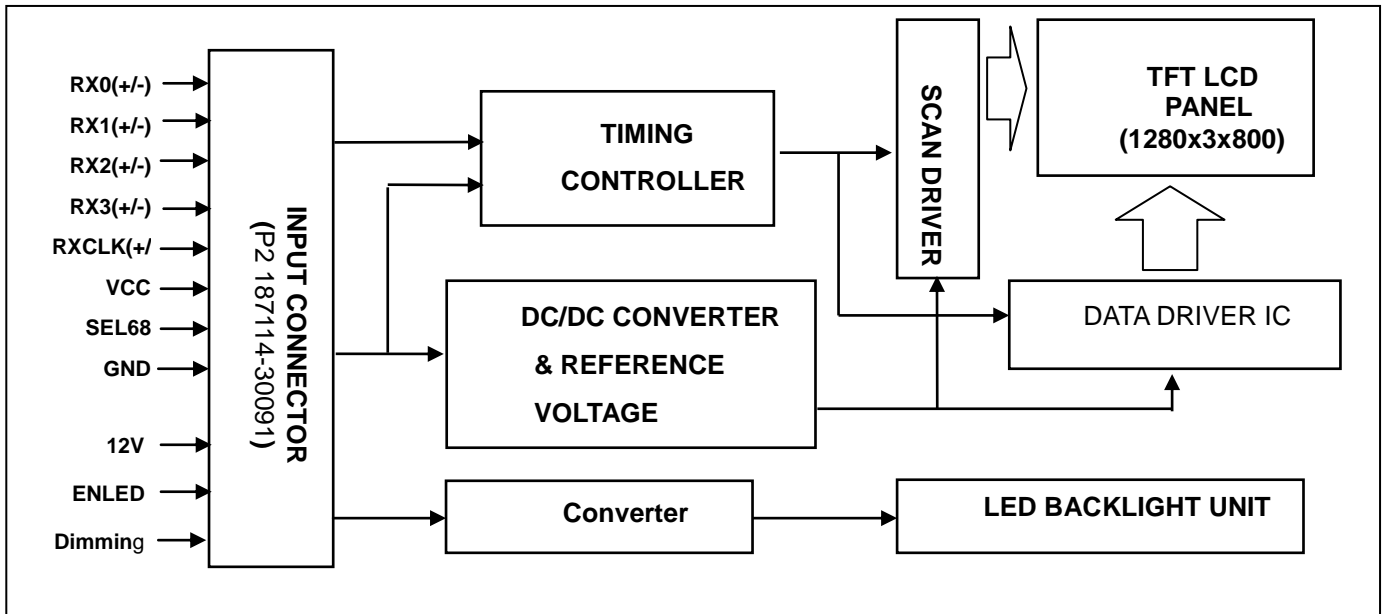 RX0(+/-)
RX1(+/-)
RX2(+/-)
RX3(+/-)
RXCLK(+/
VCC
SEL68
GND
12V
ENLED
Dimming
INPUT CONNECTOR
(P2 187114-30091)
TIMING
CONTROLLER
DC/DC CONVERTER
& REFERENCE
VOLTAGE
Converter
SCAN DRIVER
TFT LCD
PANEL
(1280x3x800)
DATA DRIVER IC
LED BACKLIGHT UNIT